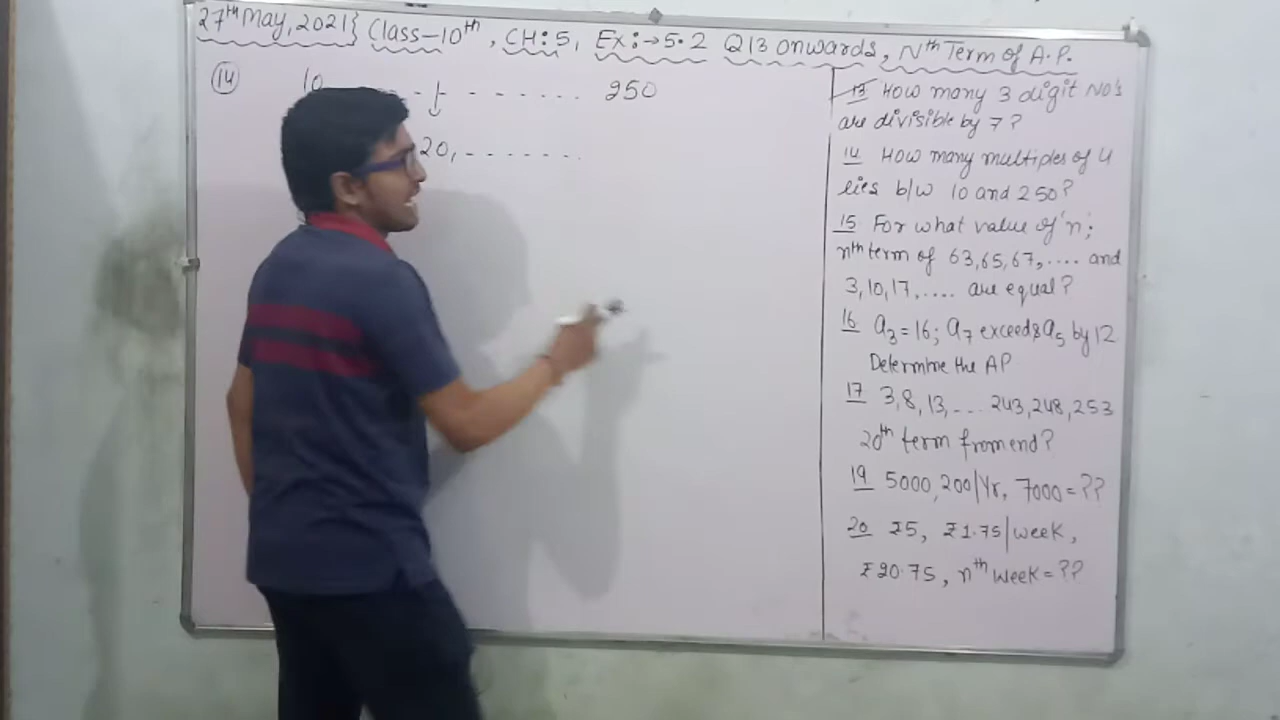 27th May, 2021} Class-10th, CH: 5, Ex:→5.2 Q13 onwards, Nth Term of A.P.
14 10 - - - - - - - - 250
20, - - - - - - -
13 How many 3 digit No's
are divisible by 7?
14 How many multiples of 4
lies b/w 10 and 250?
15 For what value of 'n';
nth term of 63,65,67,.... and
3,10,17,.... are equal?
16 a3=16; a7 exceeds a5 by 12
Determine the AP
17 3,8,13,... 243,248,253
20th term from end?
19 5000,200/Yr, 7000=??
20 ₹5, ₹1.75/week,
₹20.75, nth week=??